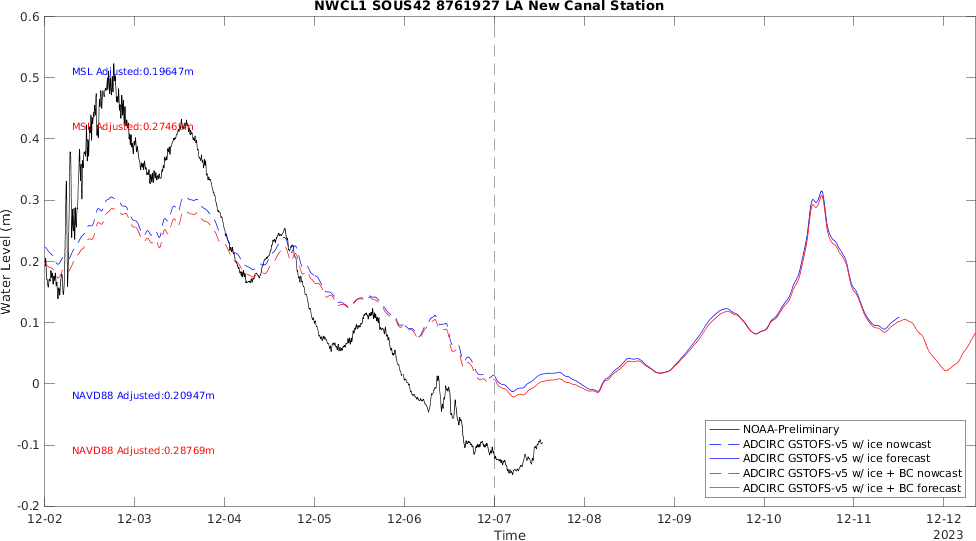 NWCL1 SOUS42 8761927 LA New Canal Station
Water Level (m)
0.6
0.5
0.4
0.3
0.2
0.1
0
-0.1
-0.2
MSL Adjusted:0.19647m
MSL Adjusted:0.2746
NAVD88 Adjusted:0.20947m
NAVD88 Adjusted:0.28769m
NOAA-Preliminary
ADCIRC GSTOFS-v5 w/ ice nowcast
ADCIRC GSTOFS-v5 w/ ice forecast
ADCIRC GSTOFS-v5 w/ ice + BC nowcast
ADCIRC GSTOFS-v5 w/ ice + BC forecast
12-02 12-03 12-04 12-05 12-06 12-07 12-08 12-09 12-10 12-11 12-12
Time
2023